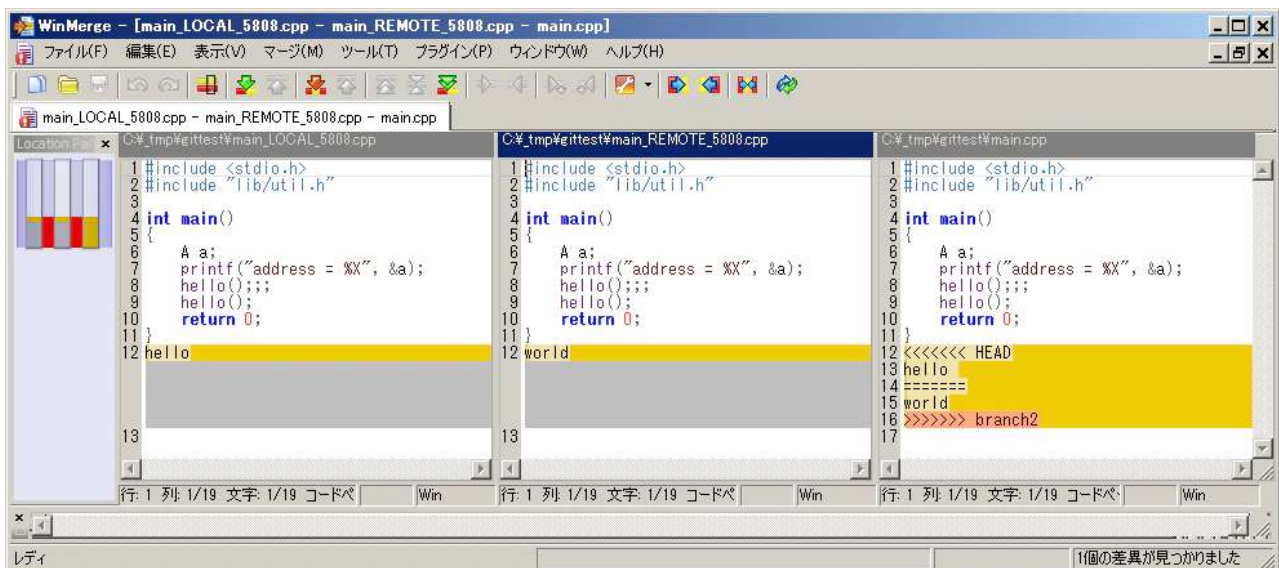 WinMerge - [main_LOCAL_5808.cpp - main_REMOTE_5808.cpp - main.cpp]
ファイル(F) 編集(E) 表示(V) マージ(M) ツール(T) プラグイン(P) ウィンドウ(W) ヘルプ(H)
main_LOCAL_5808.cpp - main_REMOTE_5808.cpp - main.cpp
Location
C:¥_tmp¥gittest¥main_LOCAL_5808.cpp
1 #include <stdio.h>
2 #include "lib/util.h"
3
4 int main()
5 {
6 A a;
7 printf("address = %X", &a);
8 hello();;;
9 hello();
10 return 0;
11 }
12 hello
13
行: 1 列: 1/19 文字: 1/19 コードペ Win
C:¥_tmp¥gittest¥main_REMOTE_5808.cpp
1 #include <stdio.h>
2 #include "lib/util.h"
3
4 int main()
5 {
6 A a;
7 printf("address = %X", &a);
8 hello();;;
9 hello();
10 return 0;
11 }
12 world
13
行: 1 列: 1/19 文字: 1/19 コードペ Win
C:¥_tmp¥gittest¥main.cpp
1 #include <stdio.h>
2 #include "lib/util.h"
3
4 int main()
5 {
6 A a;
7 printf("address = %X", &a);
8 hello();;;
9 hello();
10 return 0;
11 }
12 <<<<<<< HEAD
13 hello
14 =======
15 world
16 >>>>>>> branch2
17
行: 1 列: 1/19 文字: 1/19 コードペ Win
レディ
1個の差異が見つかりました